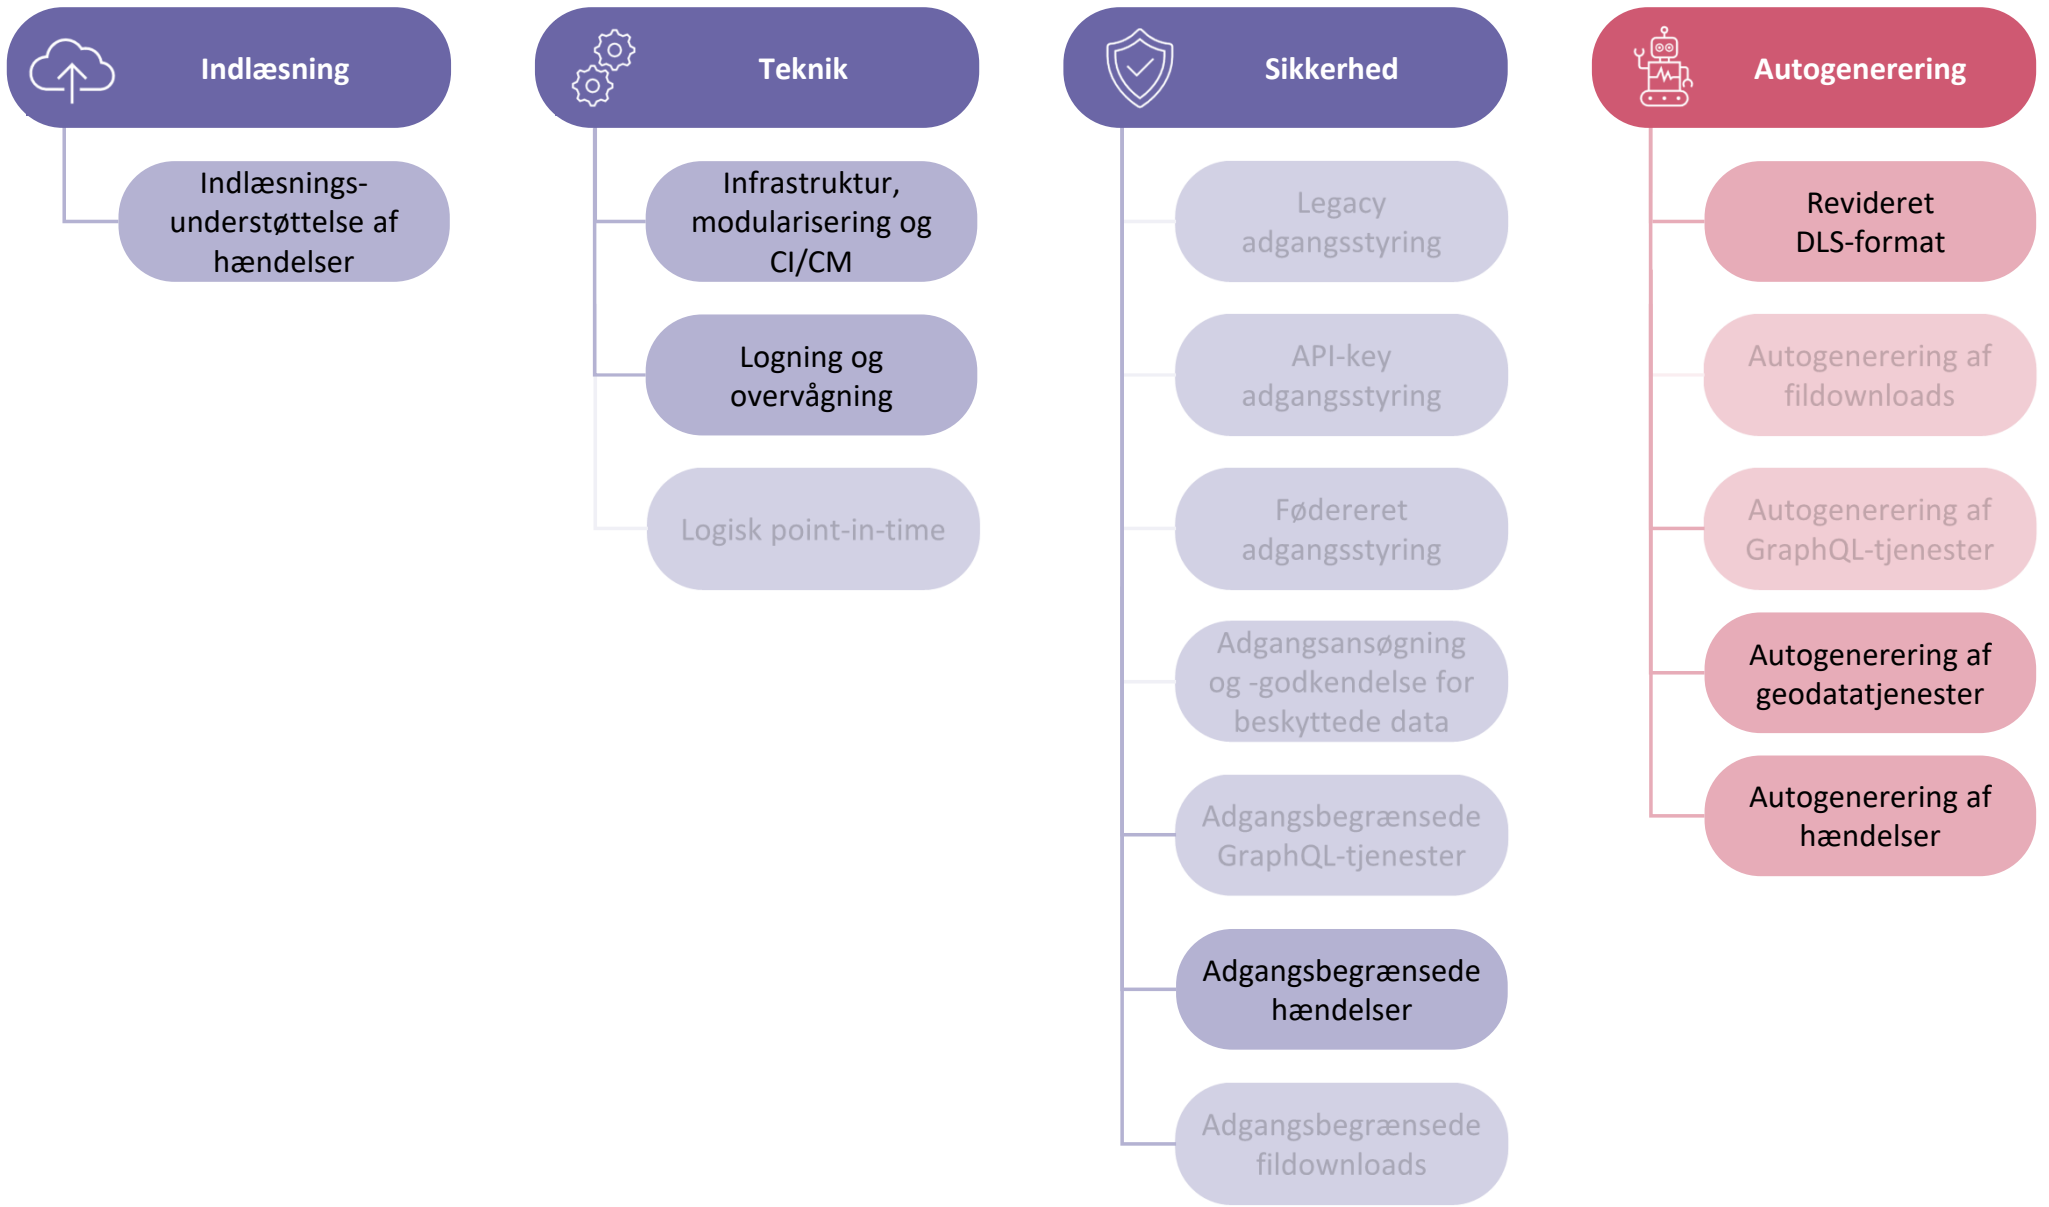 Indlæsning
Indlæsnings-
understøttelse af
hændelser
Teknik
Infrastruktur,
modularisering og
CI/CM
Logning og
overvågning
Logisk point-in-time
Sikkerhed
Legacy
adgangsstyring
API-key
adgangsstyring
Fødereret
adgangsstyring
Adgangsansøgning
og -godkendelse for
beskyttede data
Adgangsbegrænsede
GraphQL-tjenester
Adgangsbegrænsede
hændelser
Adgangsbegrænsede
fildownloads
Autogenerering
Revideret
DLS-format
Autogenerering af
fildownloads
Autogenerering af
GraphQL-tjenester
Autogenerering af
geodatatjenester
Autogenerering af
hændelser